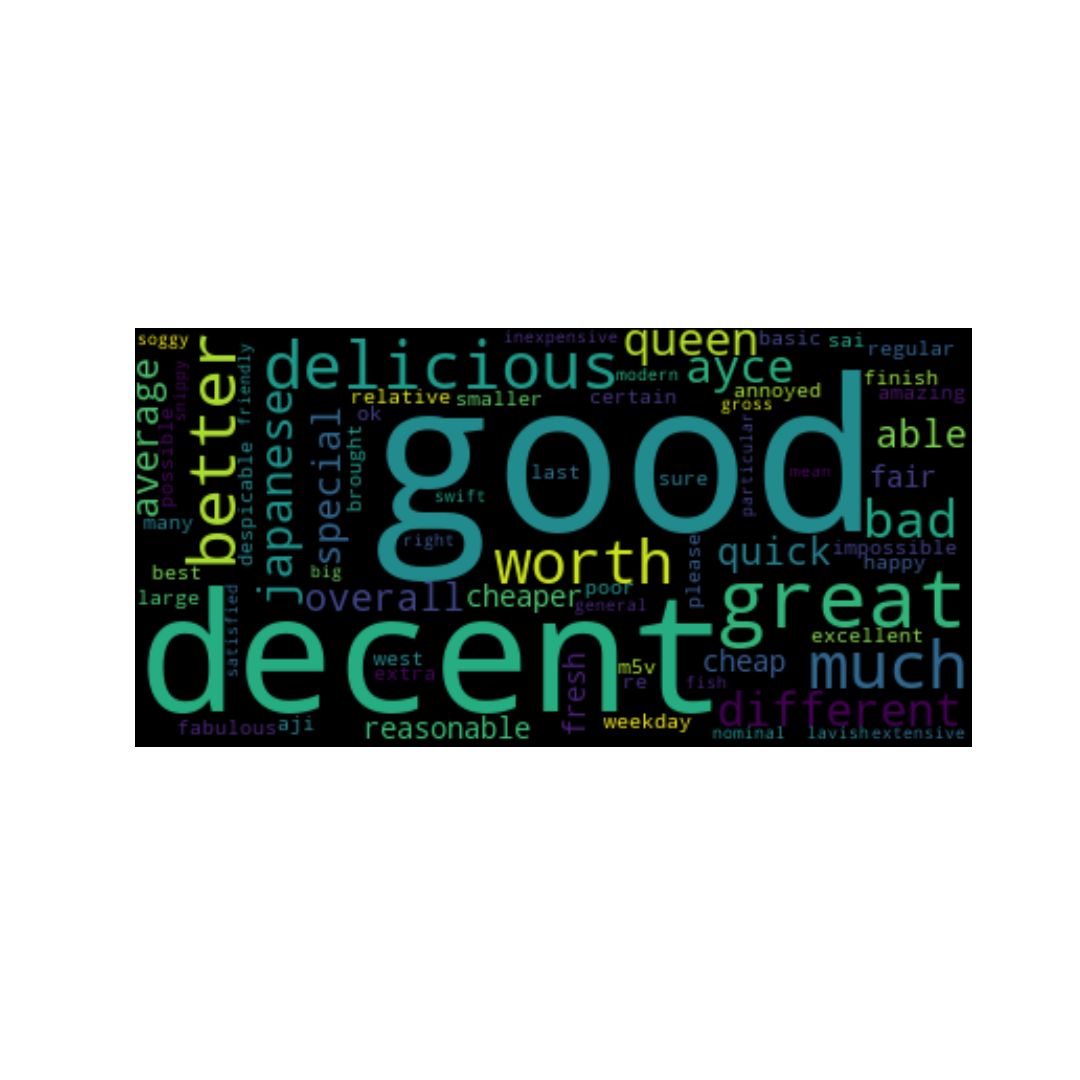 soggy
better
friendly
inexpensive
queen
basic
sai
regular
average
snippy
delicious
modern
ayce
finish
possible
japanese
relative
smaller
certain
annoyed
gross
amazing
special
ok
good
able
despicable
brought
last
sure
particular
mean
fair
many
swift
right
worth
bad
quick
impossible
happy
best
big
please
large
satisfied
overall
cheaper
poor
general
great
decent
excellent
west
extra
fresh
m5v
re
cheap
fish
much
different
fabulous
aji
reasonable
weekday
nominal
lavish
extensive